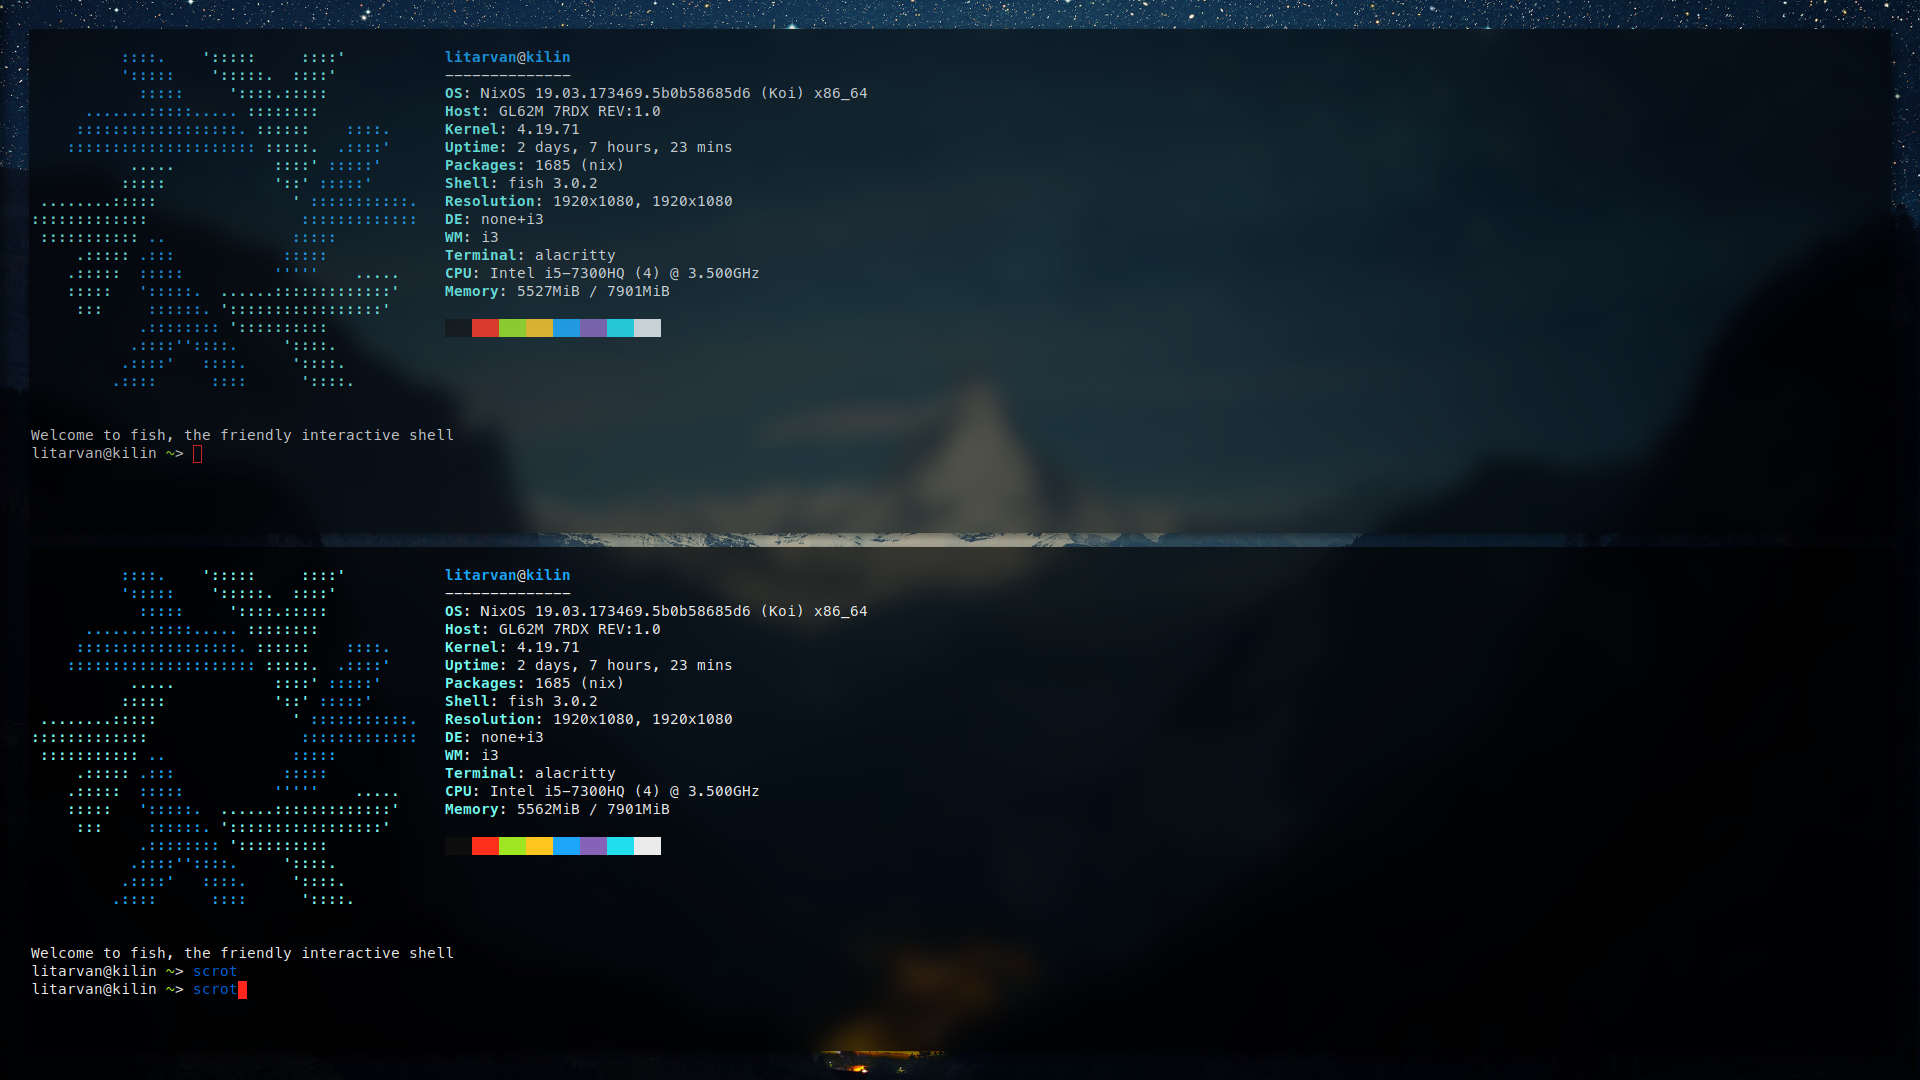 litarvan@kilin
--------------
OS: NixOS 19.03.173469.5b0b58685d6 (Koi) x86_64
Host: GL62M 7RDX REV:1.0
Kernel: 4.19.71
Uptime: 2 days, 7 hours, 23 mins
Packages: 1685 (nix)
Shell: fish 3.0.2
Resolution: 1920x1080, 1920x1080
DE: none+i3
WM: i3
Terminal: alacritty
CPU: Intel i5-7300HQ (4) @ 3.500GHz
Memory: 5527MiB / 7901MiB
Welcome to fish, the friendly interactive shell
litarvan@kilin ~>
litarvan@kilin
--------------
OS: NixOS 19.03.173469.5b0b58685d6 (Koi) x86_64
Host: GL62M 7RDX REV:1.0
Kernel: 4.19.71
Uptime: 2 days, 7 hours, 23 mins
Packages: 1685 (nix)
Shell: fish 3.0.2
Resolution: 1920x1080, 1920x1080
DE: none+i3
WM: i3
Terminal: alacritty
CPU: Intel i5-7300HQ (4) @ 3.500GHz
Memory: 5562MiB / 7901MiB
Welcome to fish, the friendly interactive shell
litarvan@kilin ~> scrot
litarvan@kilin ~> scrot